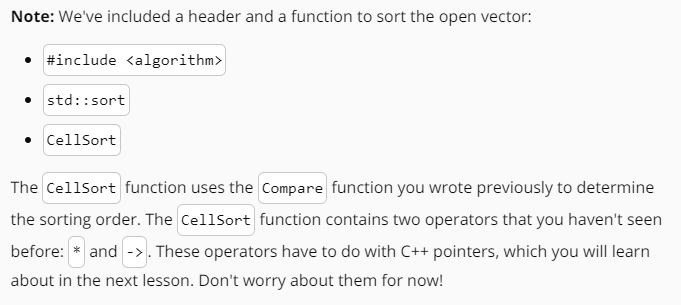 Note: We've included a header and a function to sort the open vector:
• #include <algorithm>
• std::sort
• CellSort
The CellSort function uses the Compare function you wrote previously to determine
the sorting order. The CellSort function contains two operators that you haven't seen
before: * and -> . These operators have to do with C++ pointers, which you will learn
about in the next lesson. Don't worry about them for now!